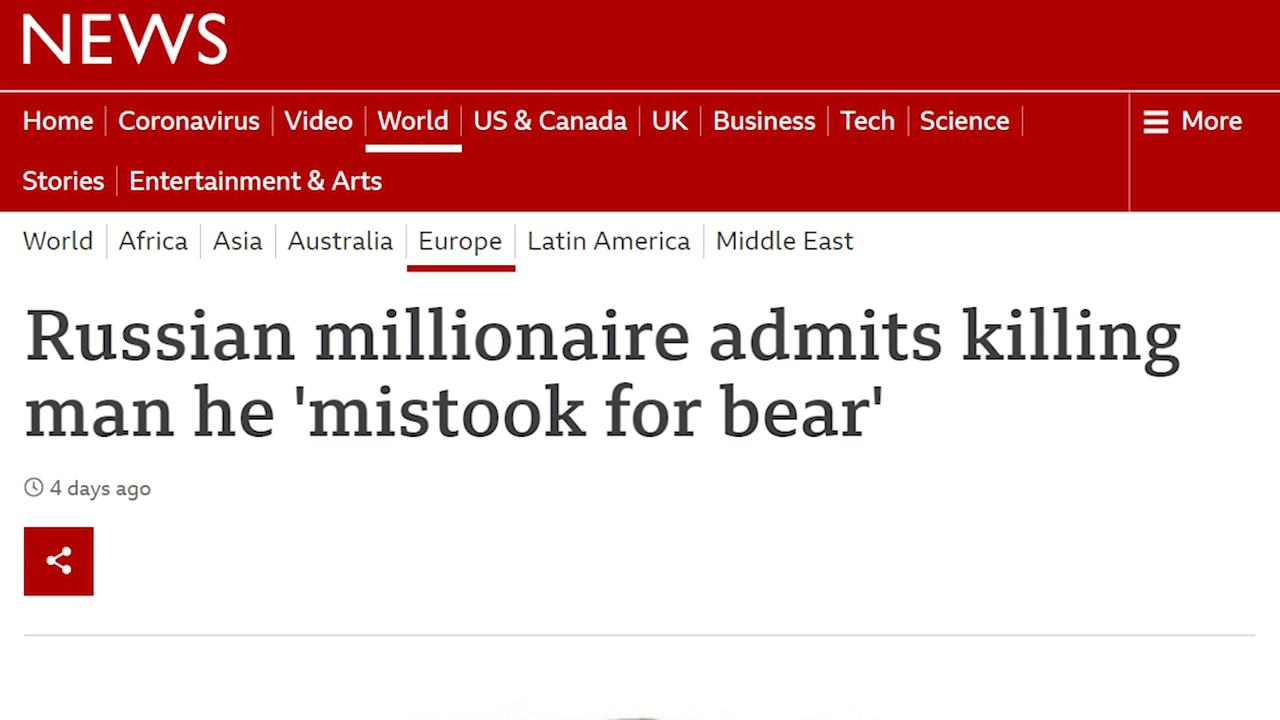 NEWS
Home Coronavirus Video World US & Canada UK Business Tech Science More
Stories Entertainment & Arts
World Africa Asia Australia Europe Latin America Middle East
Russian millionaire admits killing
man he 'mistook for bear'
4 days ago